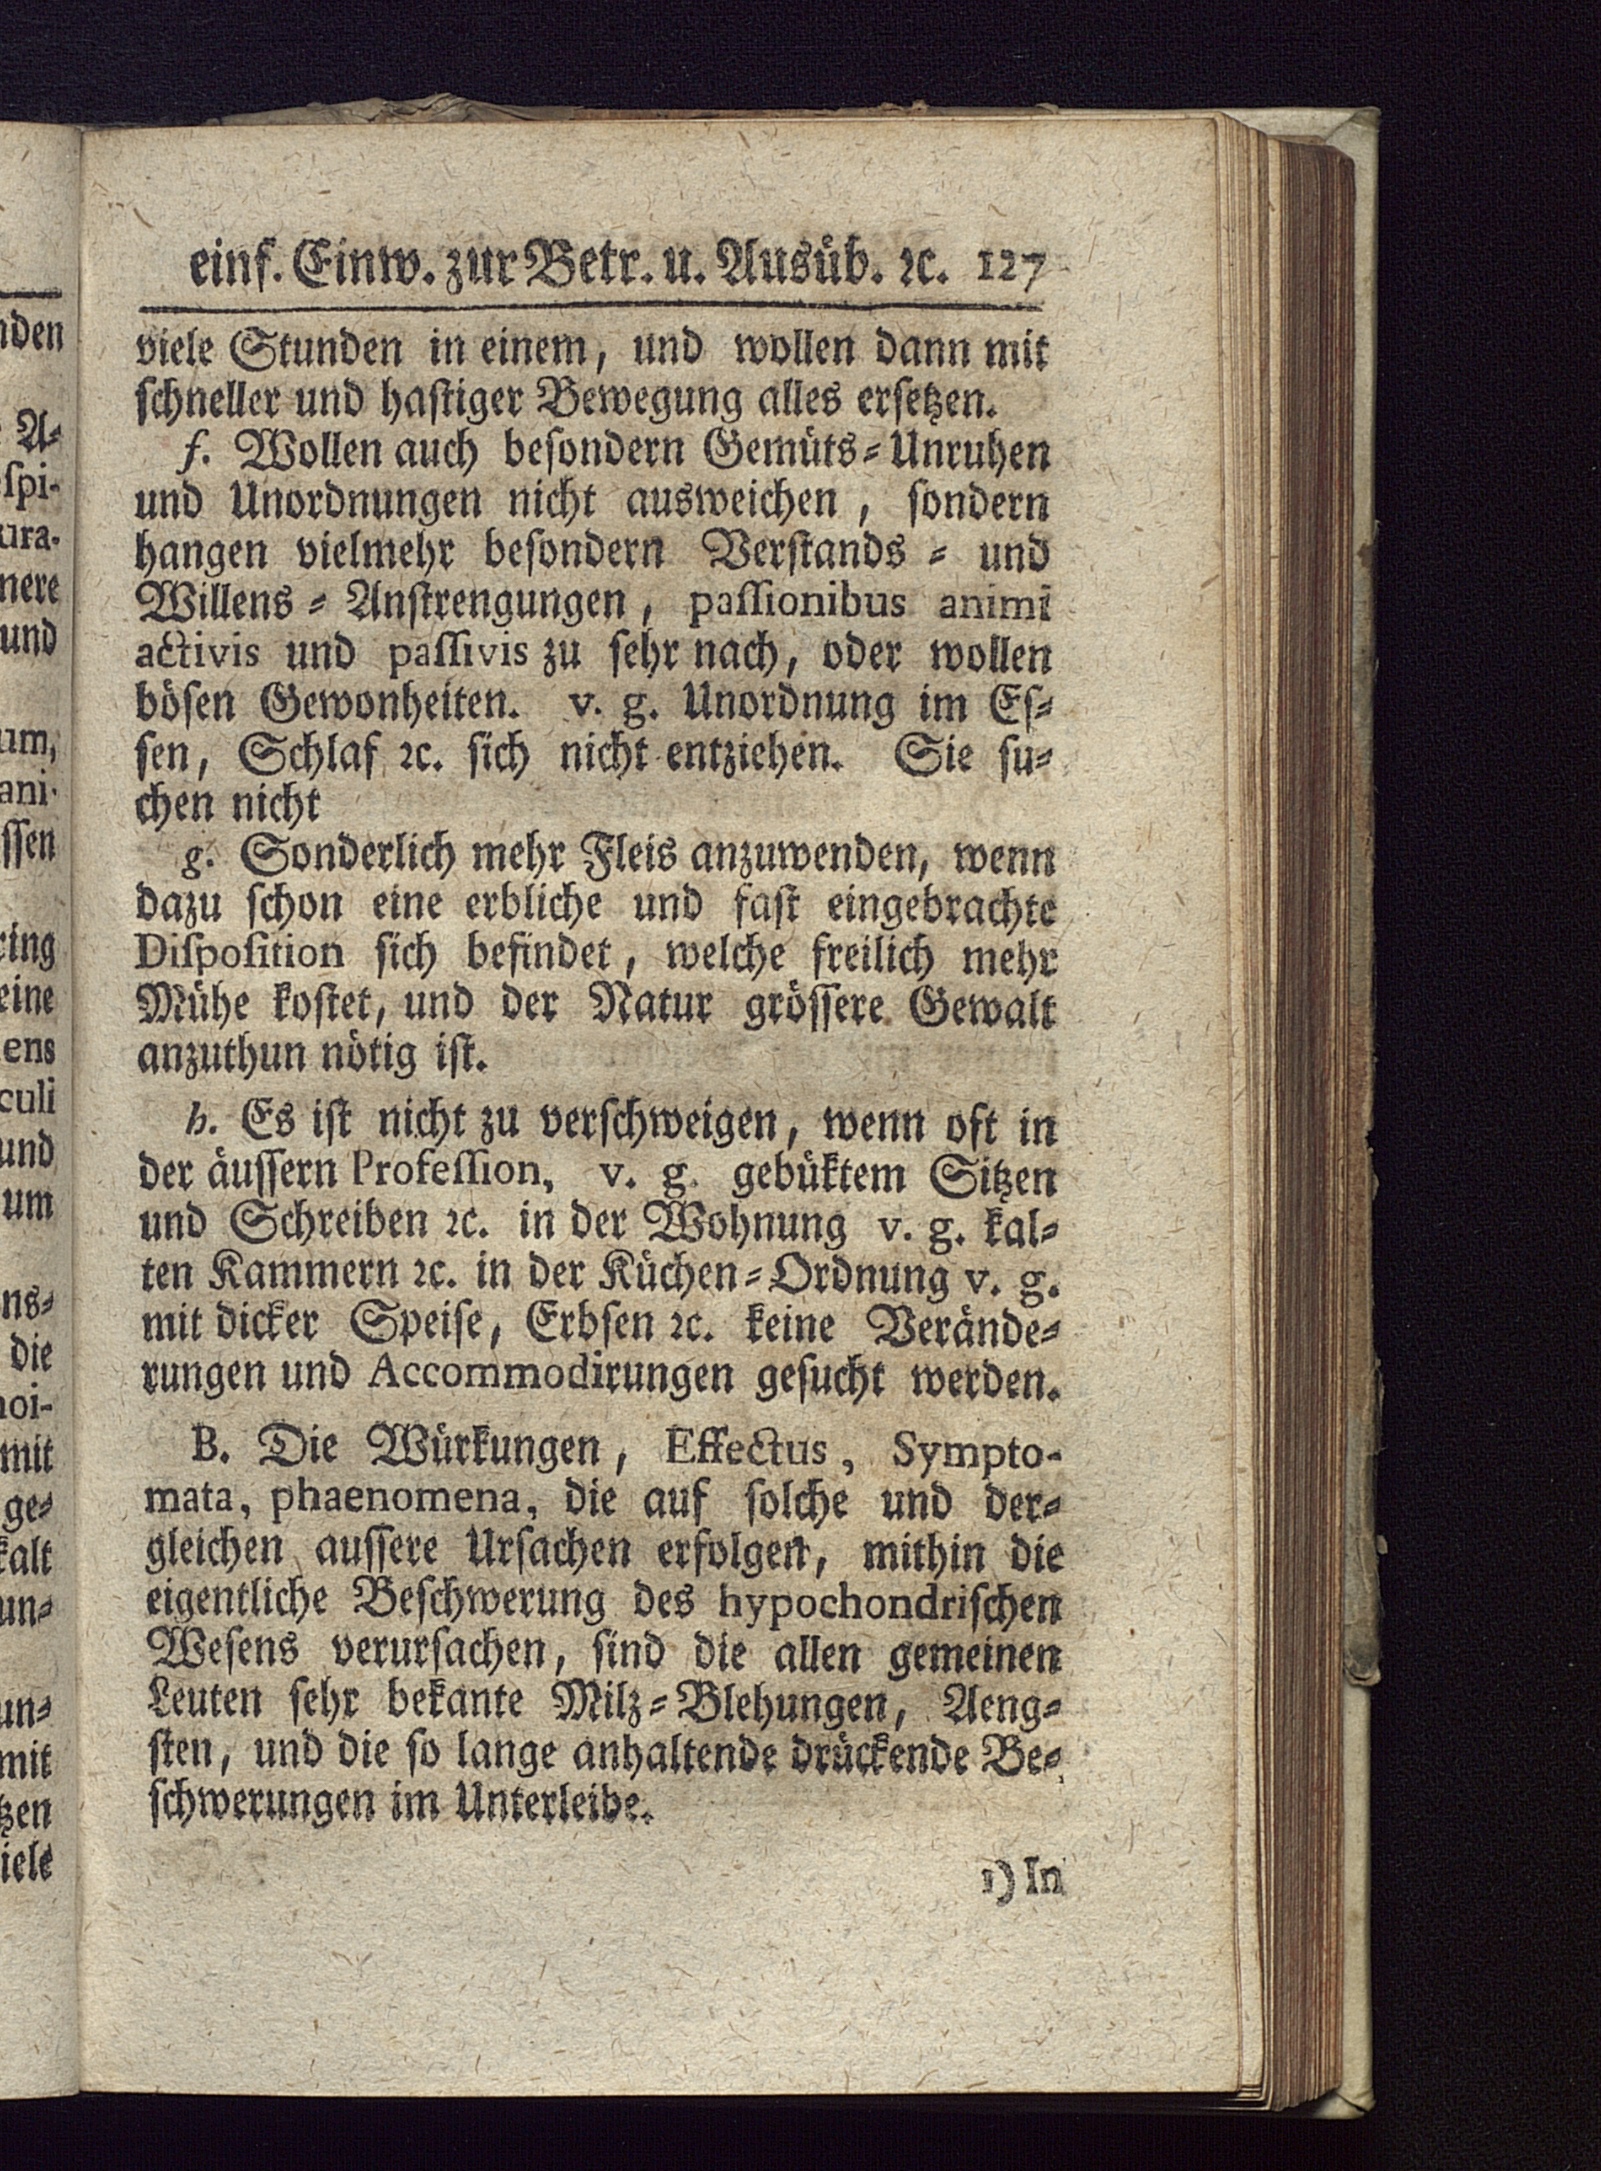 einf. Einw. zur Betr. u. Ausüb. ꝛc. 127
viele Stunden in einem, und wollen dann mit
ſchneller und haſtiger Bewegung alles erſetzen.
f. Wollen auch beſondern Gemüts-Unruhen
und Unordnungen nicht ausweichen, ſondern
hangen vielmehr beſondern Verſtands- und
Willens-Anſtrengungen, paſſionibus animi
activis und paſſivis zu ſehr nach, oder wollen
böſen Gewonheiten. v. g. Unordnung im Eſ-
ſen, Schlaf ꝛc. ſich nicht entziehen. Sie ſu-
chen nicht
g. Sonderlich mehr Fleis anzuwenden, wenn
dazu ſchon eine erbliche und faſt eingebrachte
Diſpoſition ſich befindet, welche freilich mehr
Mühe koſtet, und der Natur gröſſere Gewalt
anzuthun nötig iſt.
h. Es iſt nicht zu verſchweigen, wenn oft in
der äuſſern Profeſſion, v. g. gebüktem Sitzen
und Schreiben ꝛc. in der Wohnung v. g. kal-
ten Kammern ꝛc. in der Küchen-Ordnung v. g.
mit dicker Speiſe, Erbſen ꝛc. keine Verände-
rungen und Accommodirungen geſucht werden.
B. Die Würkungen, Effectus, Sympto-
mata, phaenomena, die auf ſolche und der-
gleichen auſſere Urſachen erfolgen, mithin die
eigentliche Beſchwerung des hypochondriſchen
Weſens verurſachen, ſind die allen gemeinen
Leuten ſehr bekante Milz-Blehungen, Aeng-
ſten, und die ſo lange anhaltende drückende Be-
ſchwerungen im Unterleibe.
1) In